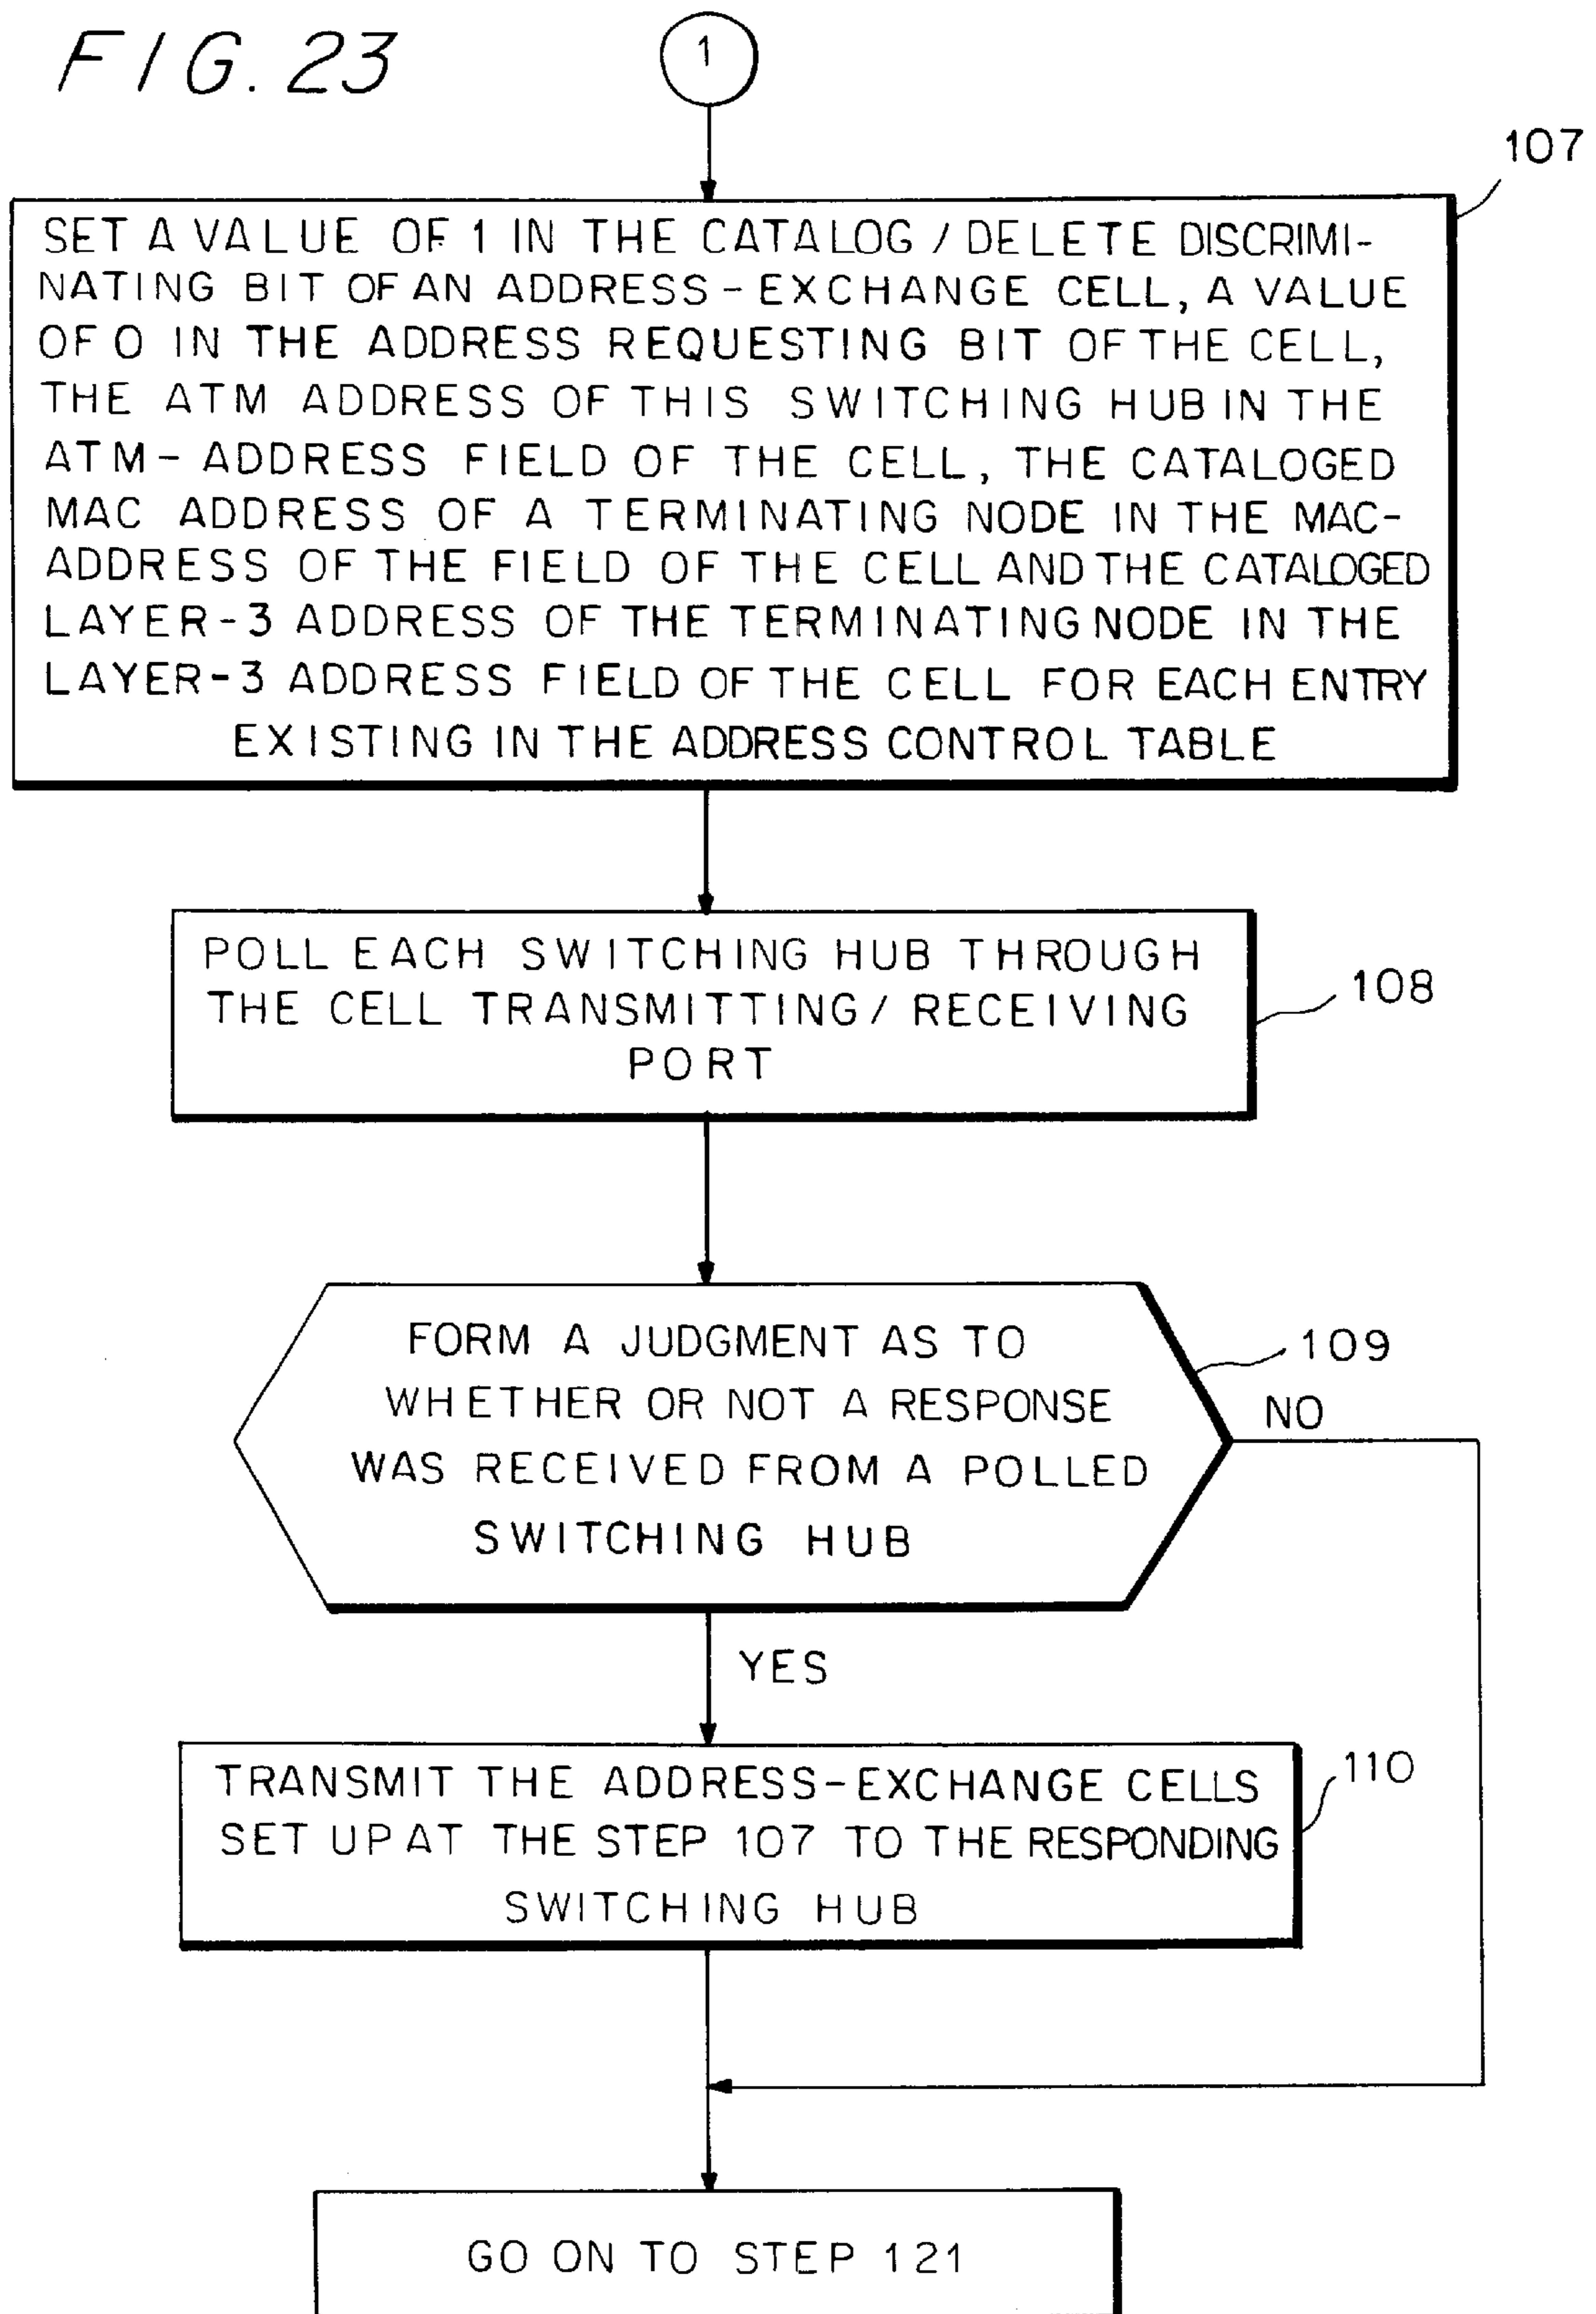 FIG. 23
1
107
SET A VALUE OF 1 IN THE CATALOG / DELETE DISCRIMI-
NATING BIT OF AN ADDRESS-EXCHANGE CELL, A VALUE
OF 0 IN THE ADDRESS REQUESTING BIT OF THE CELL,
THE ATM ADDRESS OF THIS SWITCHING HUB IN THE
ATM-ADDRESS FIELD OF THE CELL, THE CATALOGED
MAC ADDRESS OF A TERMINATING NODE IN THE MAC-
ADDRESS OF THE FIELD OF THE CELL AND THE CATALOGED
LAYER-3 ADDRESS OF THE TERMINATING NODE IN THE
LAYER-3 ADDRESS FIELD OF THE CELL FOR EACH ENTRY
EXISTING IN THE ADDRESS CONTROL TABLE
POLL EACH SWITCHING HUB THROUGH
THE CELL TRANSMITTING / RECEIVING
PORT
108
FORM A JUDGMENT AS TO
WHETHER OR NOT A RESPONSE
WAS RECEIVED FROM A POLLED
SWITCHING HUB
109
NO
YES
TRANSMIT THE ADDRESS-EXCHANGE CELLS
SET UP AT THE STEP 107 TO THE RESPONDING
SWITCHING HUB
110
GO ON TO STEP 121